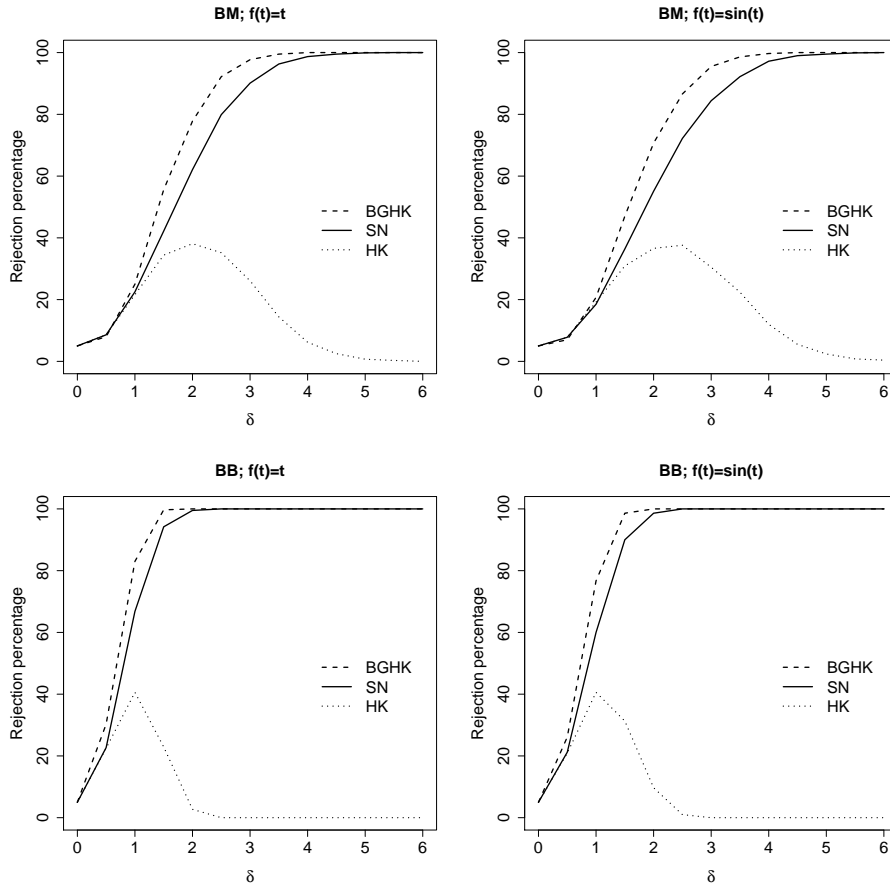 BM; f(t)=t
Rejection percentage
100
80
60
40
20
0
BGHK
SN
HK
0 1 2 3 4 5 6
δ
BM; f(t)=sin(t)
Rejection percentage
100
80
60
40
20
0
BGHK
SN
HK
0 1 2 3 4 5 6
δ
BB; f(t)=t
Rejection percentage
100
80
60
40
20
0
BGHK
SN
HK
0 1 2 3 4 5 6
δ
BB; f(t)=sin(t)
Rejection percentage
100
80
60
40
20
0
BGHK
SN
HK
0 1 2 3 4 5 6
δ